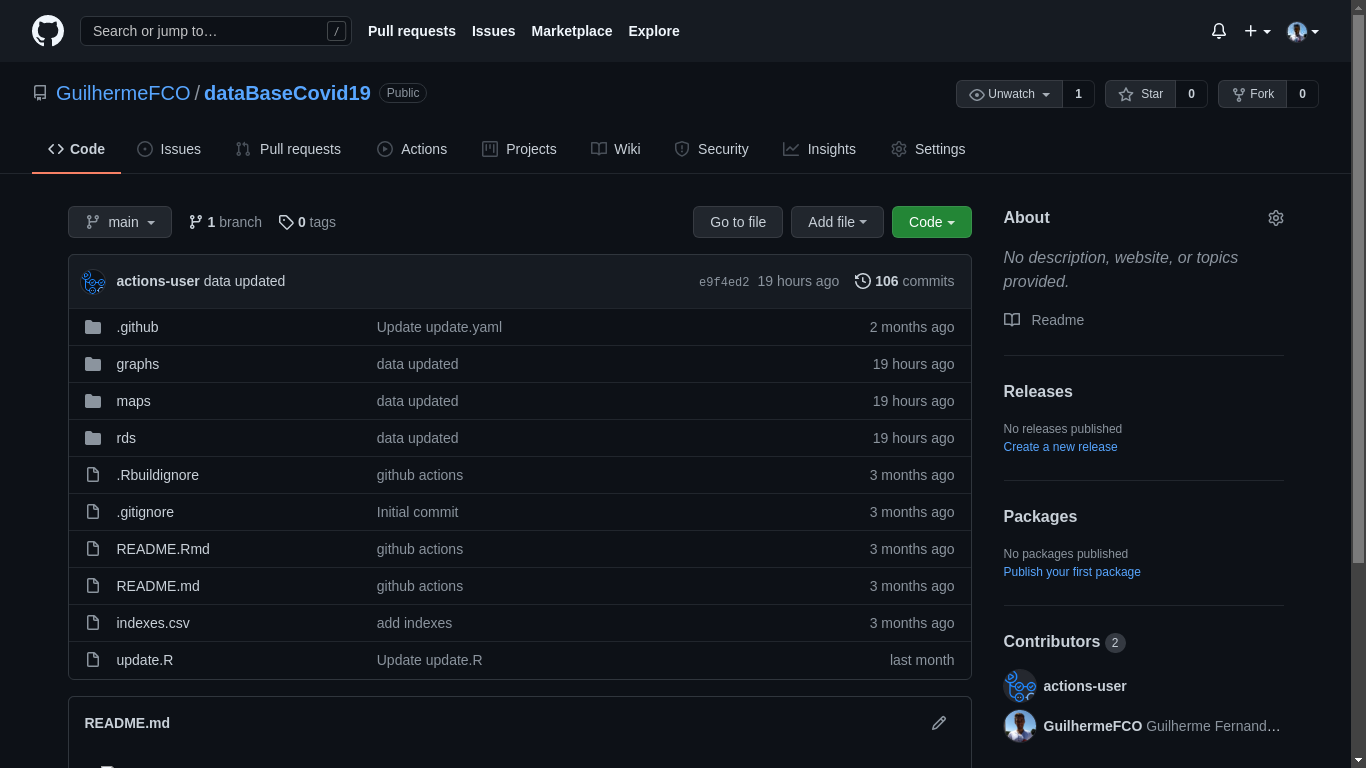 Search or jump to… /
Pull requests Issues Marketplace Explore
GuilhermeFCO / dataBaseCovid19 Public
Unwatch 1 Star 0 Fork 0
Code Issues Pull requests Actions Projects Wiki Security Insights Settings
main 1 branch 0 tags Go to file Add file Code
actions-user data updated e9f4ed2 19 hours ago 106 commits
.github Update update.yaml 2 months ago
graphs data updated 19 hours ago
maps data updated 19 hours ago
rds data updated 19 hours ago
.Rbuildignore github actions 3 months ago
.gitignore Initial commit 3 months ago
README.Rmd github actions 3 months ago
README.md github actions 3 months ago
indexes.csv add indexes 3 months ago
update.R Update update.R last month
README.md
About
No description, website, or topics
provided.
Readme
Releases
No releases published
Create a new release
Packages
No packages published
Publish your first package
Contributors 2
actions-user
GuilhermeFCO Guilherme Fernand…